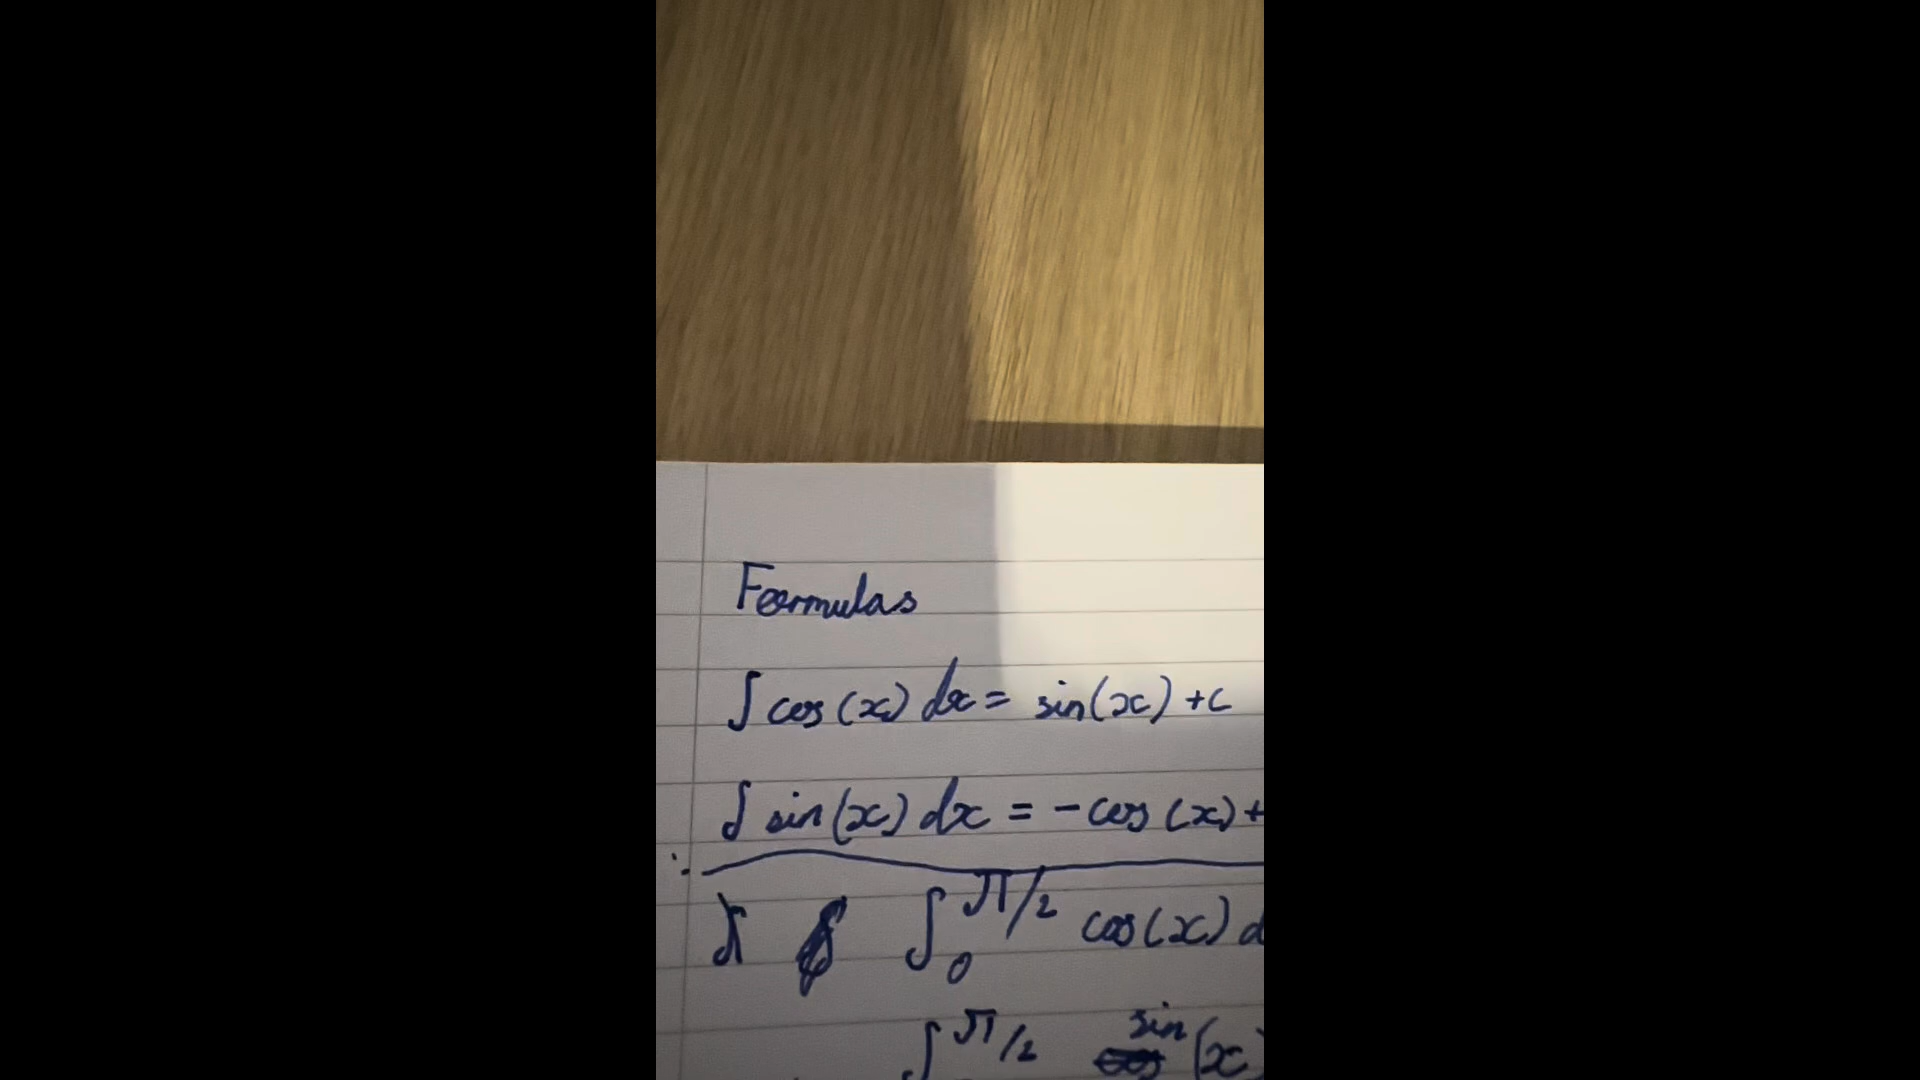 Formulas
∫ cos(x) dx = sin(x) + c
∫ sin(x) dx = - cos(x) +
∫₀^π/2 cos(x) d
∫^π/2 sin (x)